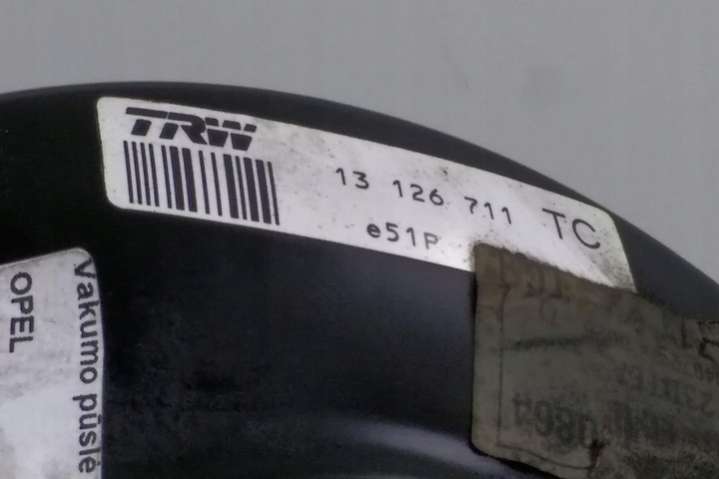 TRW
13 126 711 TC
e51P
Vakumo pūslė
OPEL